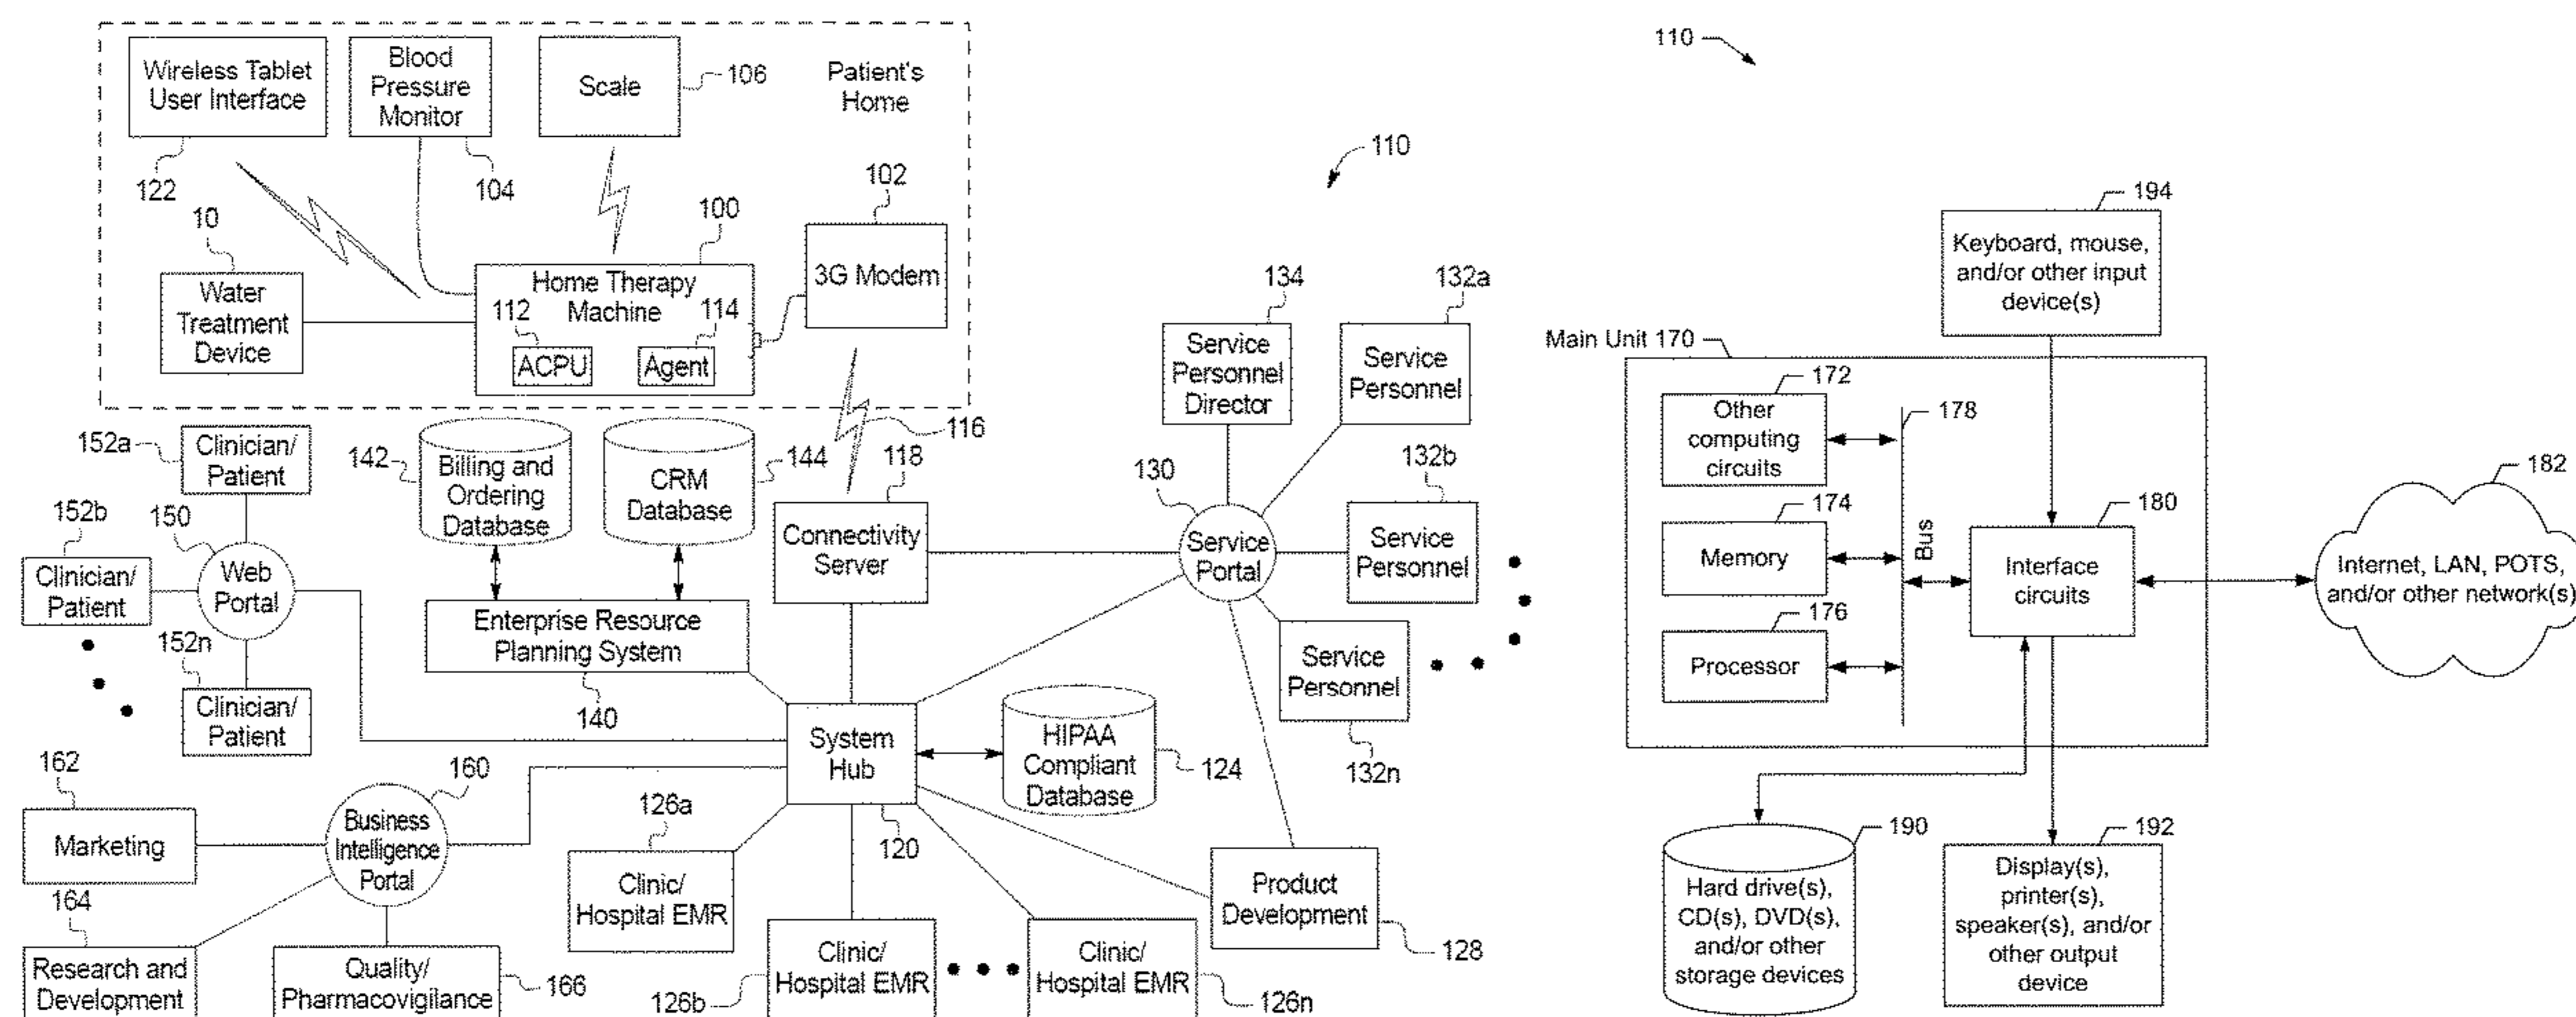 Wireless Tablet
User Interface
122
Blood
Pressure
Monitor
104
Scale
106
Patient's
Home
10
Water
Treatment
Device
100
Home Therapy
Machine
112
ACPU
114
Agent
102
3G Modem
116
110
152a
Clinician/
Patient
152b
Clinician/
Patient
150
Web
Portal
152n
Clinician/
Patient
142
Billing and
Ordering
Database
CRM
Database
144
Enterprise Resource
Planning System
140
118
Connectivity
Server
134
Service
Personnel
Director
132a
Service
Personnel
130
Service
Portal
132b
Service
Personnel
Service
Personnel
132n
System
Hub
120
HIPAA
Compliant
Database
124
162
Marketing
160
Business
Intelligence
Portal
164
Research and
Development
Quality/
Pharmacovigilance
166
126a
Clinic/
Hospital EMR
Clinic/
Hospital EMR
126b
Clinic/
Hospital EMR
126n
Product
Development
128
110
194
Keyboard, mouse,
and/or other input
device(s)
Main Unit 170
172
Other
computing
circuits
174
Memory
176
Processor
178
Bus
180
Interface
circuits
182
Internet, LAN, POTS,
and/or other network(s)
190
Hard drive(s),
CD(s), DVD(s),
and/or other
storage devices
192
Display(s),
printer(s),
speaker(s), and/or
other output
device